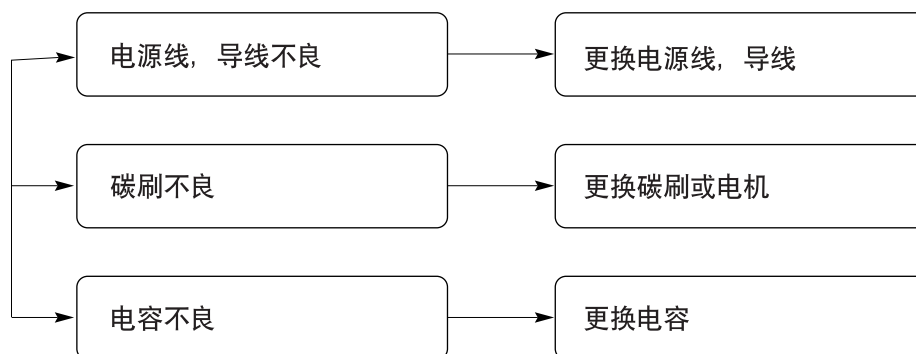 电源线，导线不良
更换电源线，导线
碳刷不良
更换碳刷或电机
电容不良
更换电容